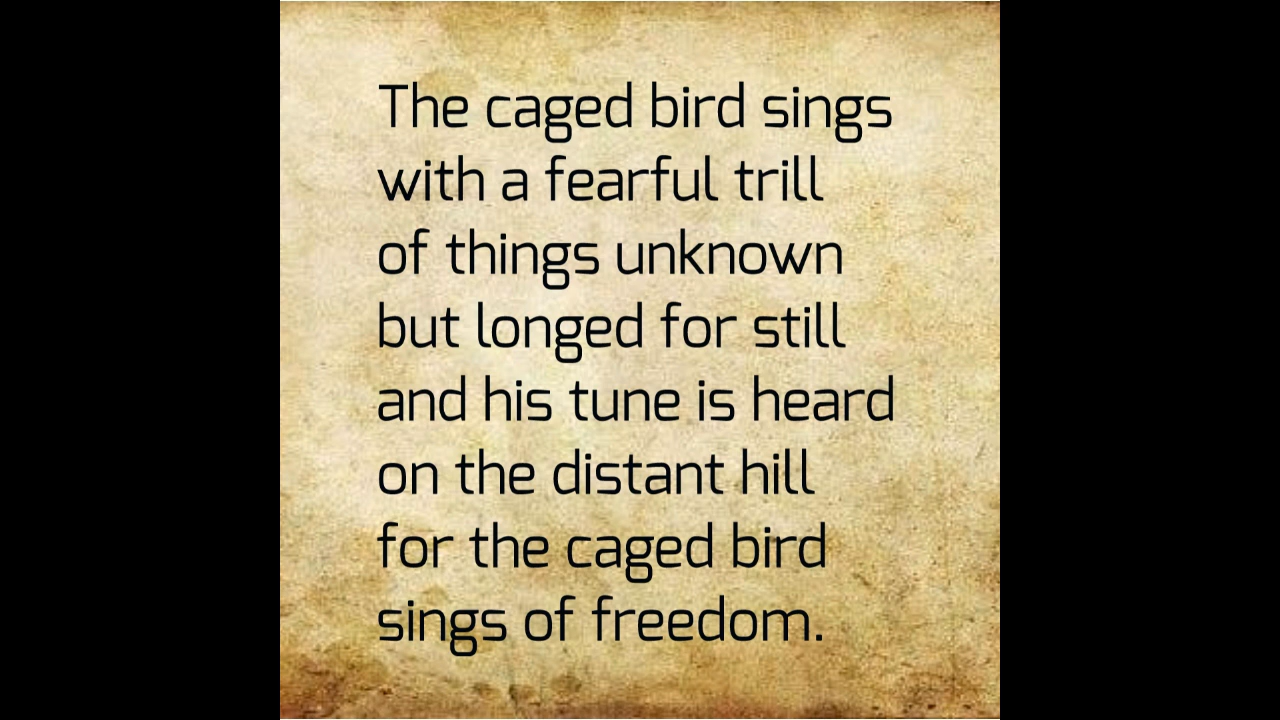 The caged bird sings
with a fearful trill
of things unknown
but longed for still
and his tune is heard
on the distant hill
for the caged bird
sings of freedom.